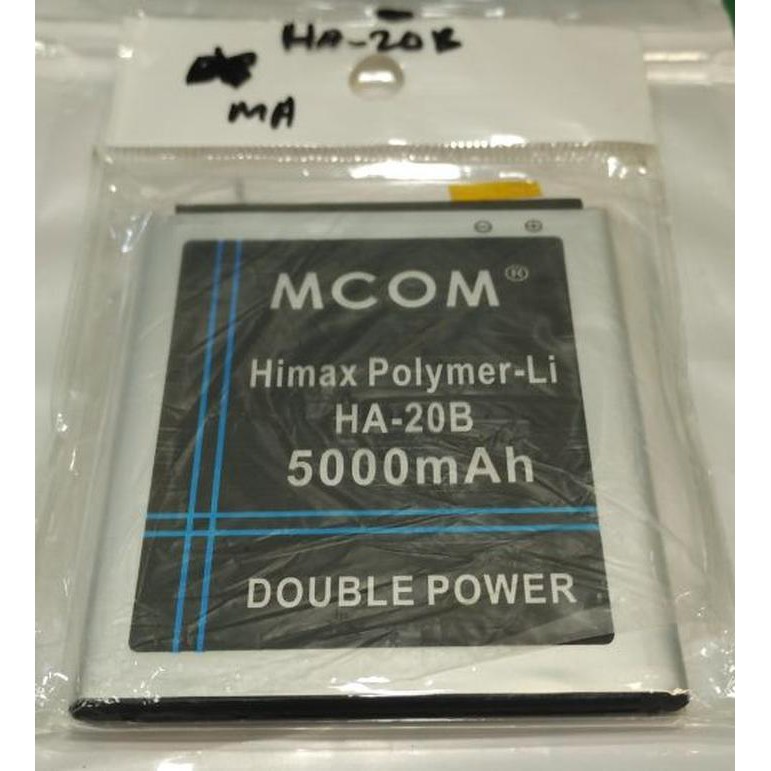 HA-20B
MA
⊖ ⊕
MCOM®
Himax Polymer-Li
HA-20B
5000mAh
DOUBLE POWER